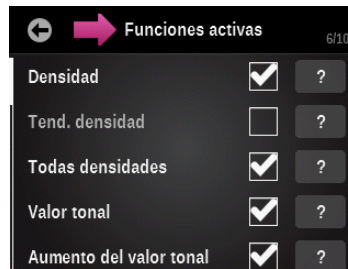 Funciones activas
6/10
Densidad ?
Tend. densidad ?
Todas densidades ?
Valor tonal ?
Aumento del valor tonal ?